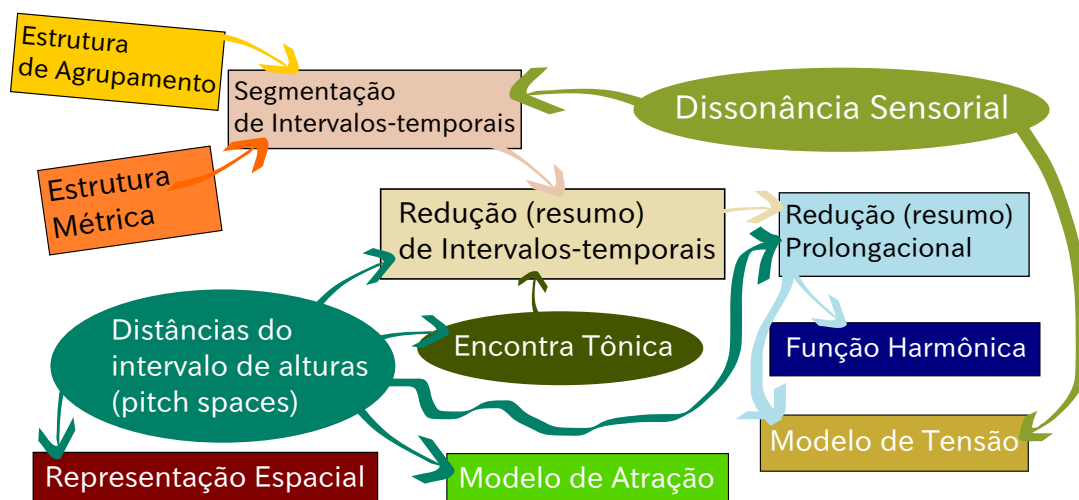 Estrutura
de Agrupamento
Segmentação
de Intervalos-temporais
Dissonância Sensorial
Estrutura
Métrica
Redução (resumo)
de Intervalos-temporais
Redução (resumo)
Prolongacional
Distâncias do
intervalo de alturas
(pitch spaces)
Encontra Tônica
Função Harmônica
Modelo de Tensão
Representação Espacial
Modelo de Atração